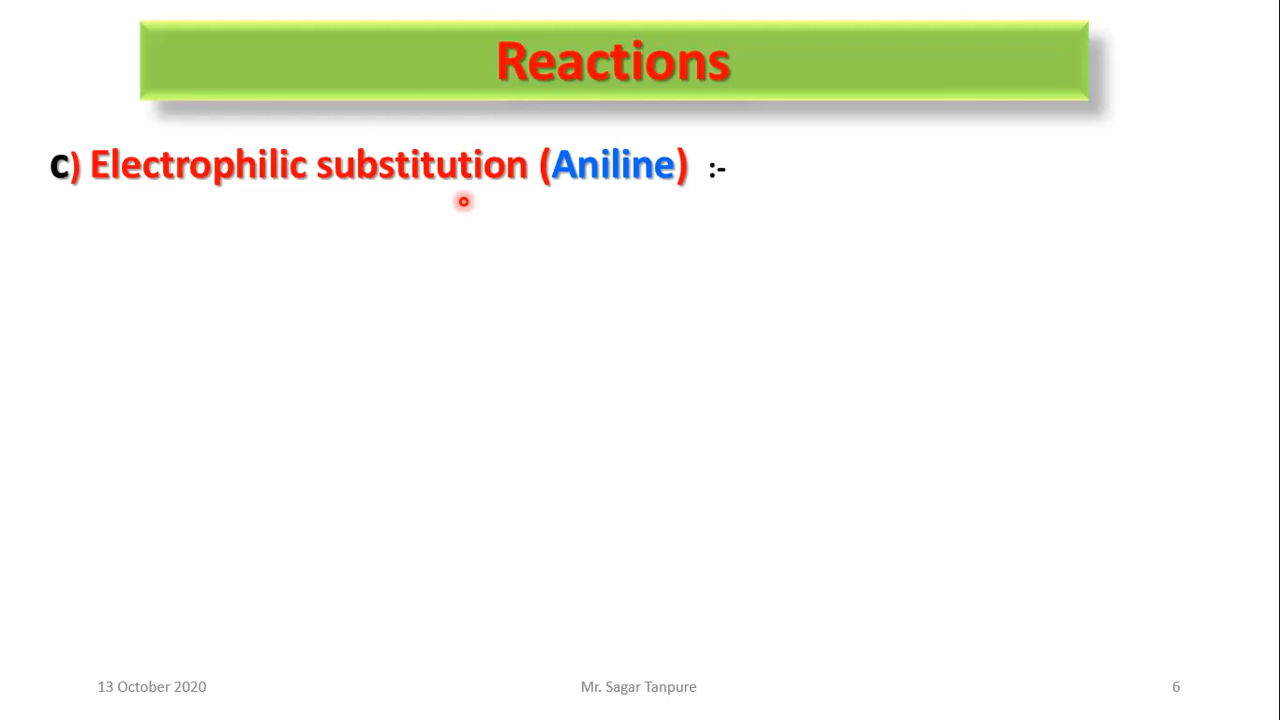 Reactions
c) Electrophilic substitution (Aniline) :-
13 October 2020
Mr. Sagar Tanpure
6